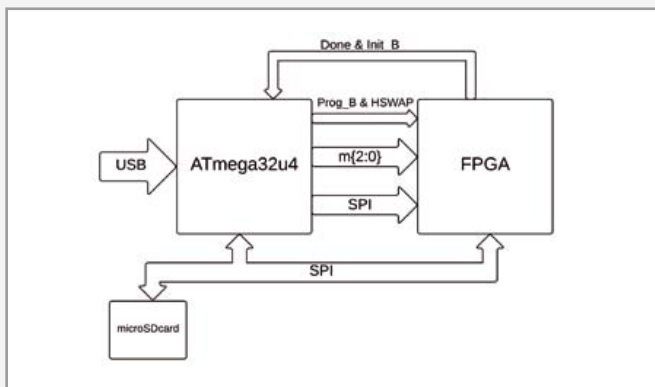 Done & Init_B
Prog_B & HSWAP
USB
ATmega32u4
m{2:0}
FPGA
SPI
SPI
microSDcard